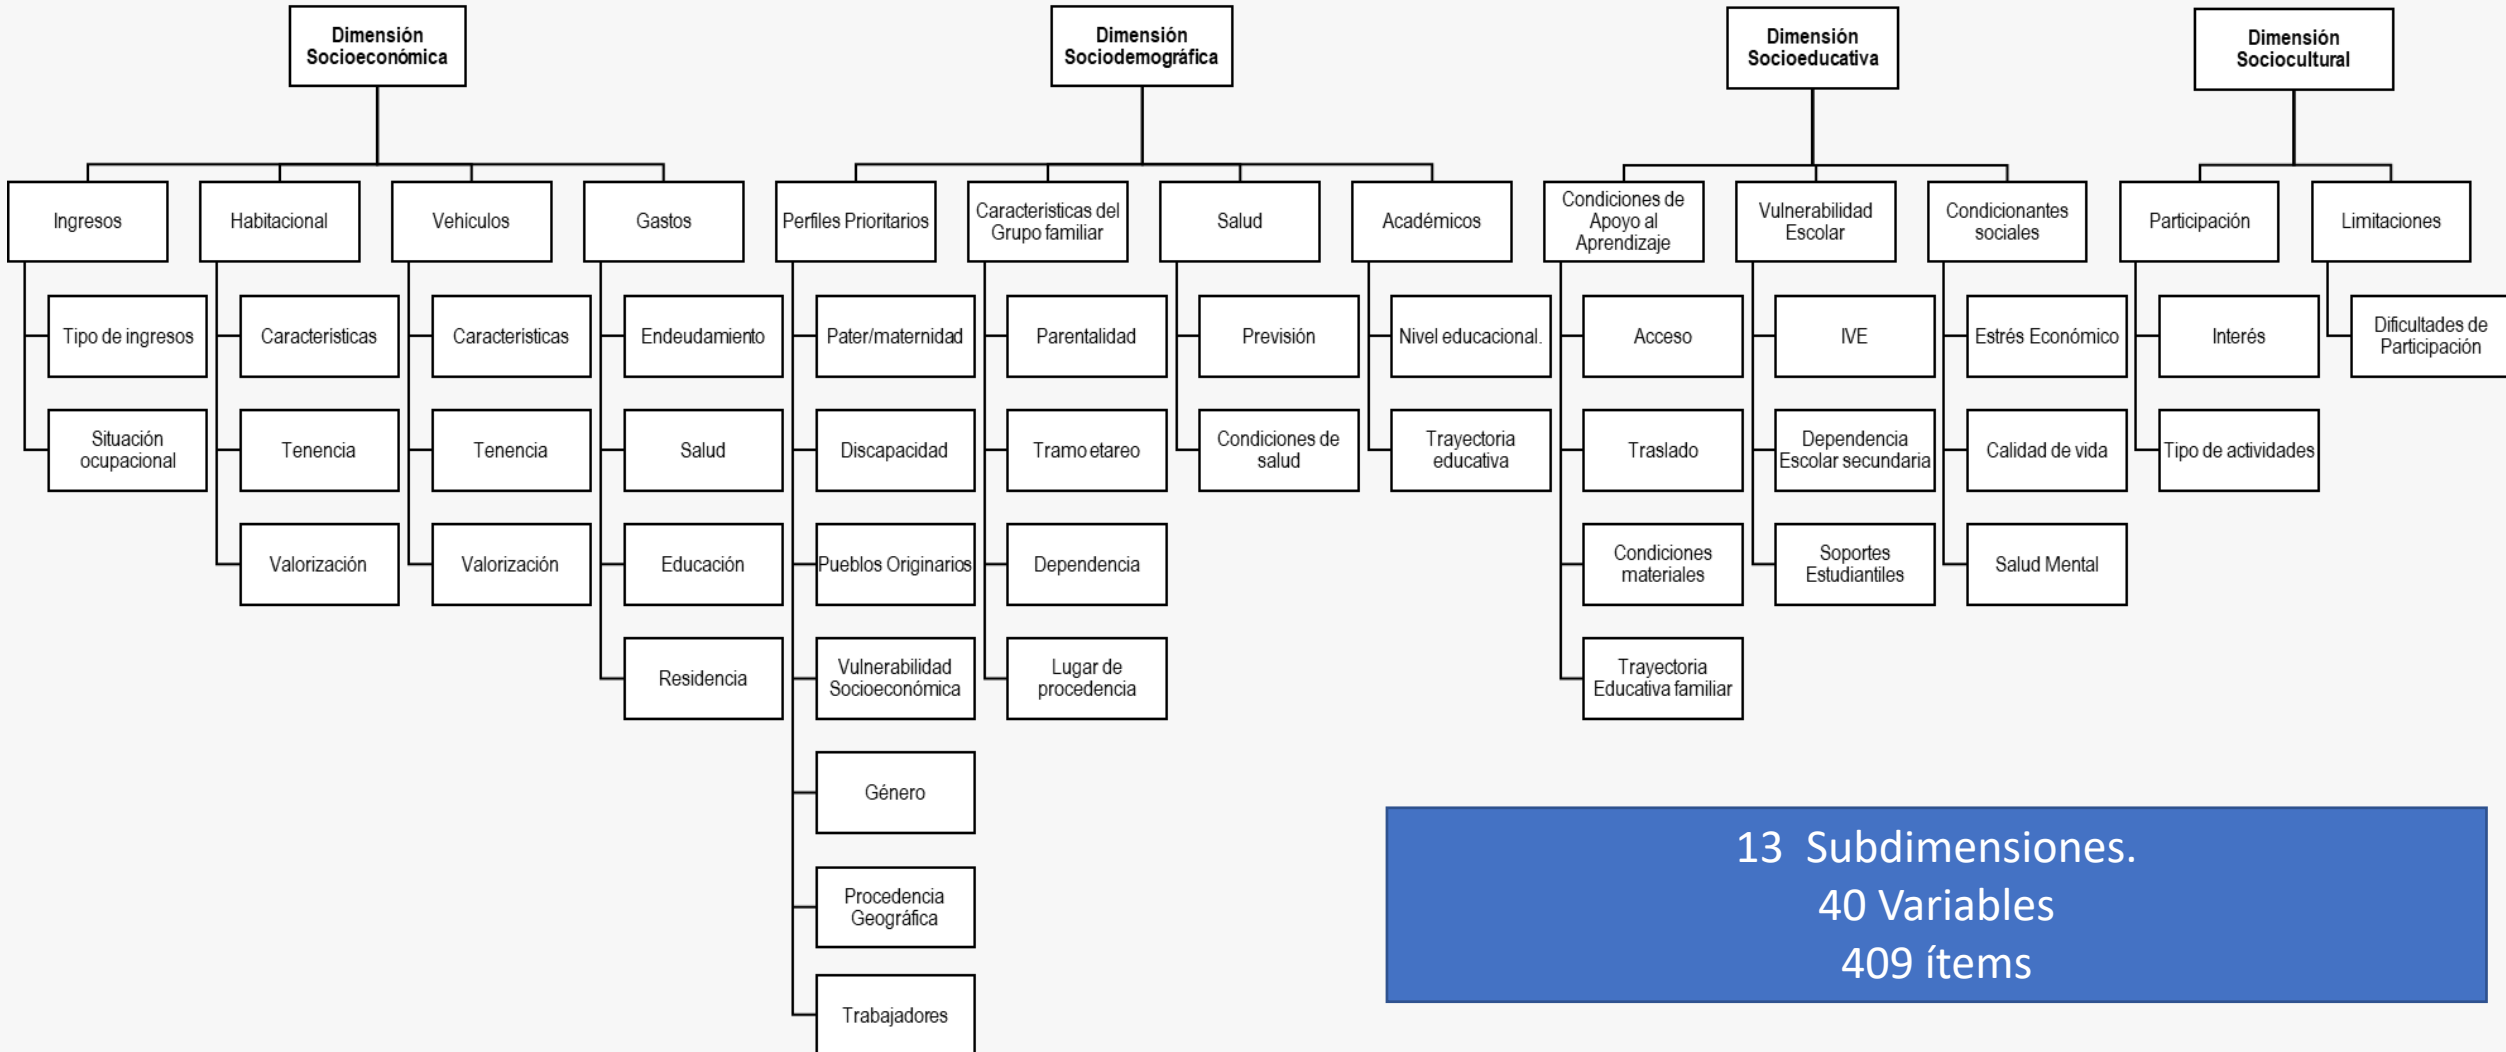 Dimensión
Socioeconómica
Dimensión
Sociodemográfica
Dimensión
Socioeducativa
Dimensión
Sociocultural
Ingresos
Habitacional
Vehiculos
Gastos
Perfiles Prioritarios
Caracteristicas del
Grupo familiar
Salud
Académicos
Condiciones de
Apoyo al
Aprendizaje
Vulnerabilidad
Escolar
Condicionantes
sociales
Participación
Limitaciones
Tipo de ingresos
Características
Características
Endeudamiento
Pater/maternidad
Parentalidad
Previsión
Nivel educacional.
Acceso
IVE
Estrés Económico
Interés
Dificultades de
Participación
Situación
ocupacional
Tenencia
Tenencia
Salud
Discapacidad
Tramo etareo
Condiciones de
salud
Trayectoria
educativa
Traslado
Dependencia
Escolar secundaria
Calidad de vida
Tipo de actividades
Valorización
Valorización
Educación
Pueblos Originarios
Dependencia
Condiciones
materiales
Soportes
Estudiantiles
Salud Mental
Residencia
Vulnerabilidad
Socioeconómica
Lugar de
procedencia
Trayectoria
Educativa familiar
Género
Procedencia
Geográfica
Trabajadores
13 Subdimensiones.
40 Variables
409 ítems